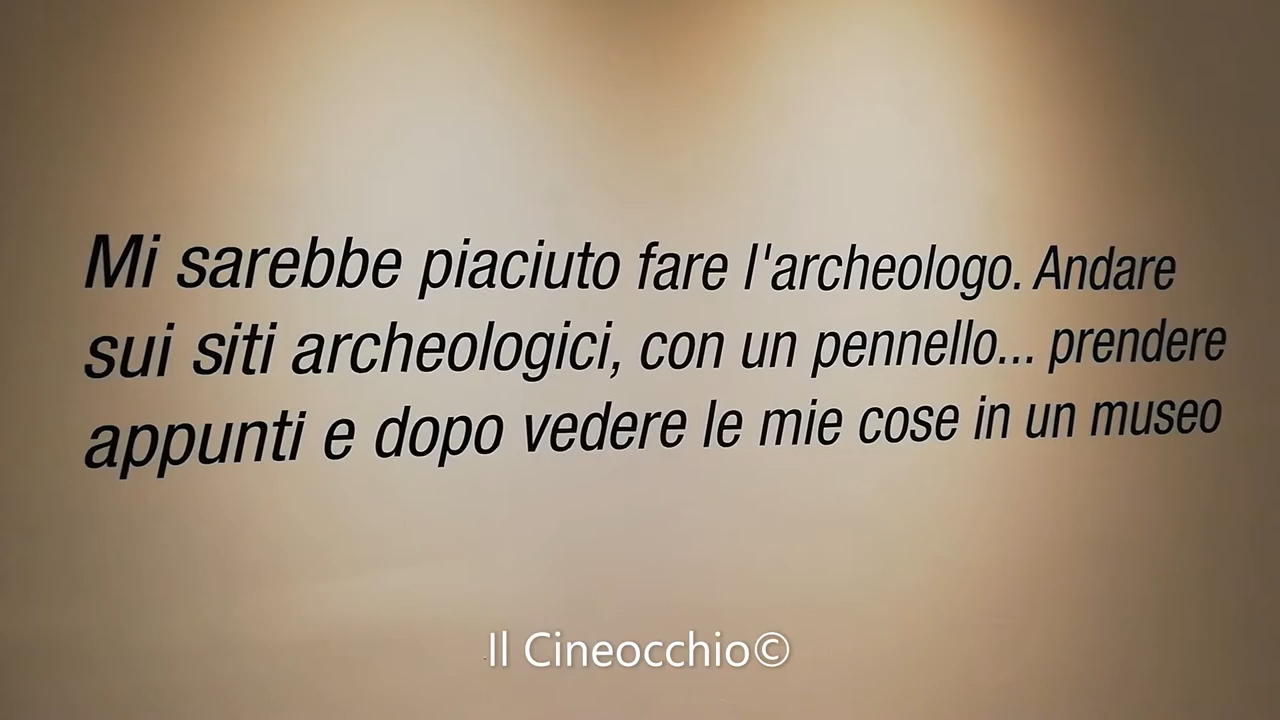 Mi sarebbe piaciuto fare l'archeologo. Andare
sui siti archeologici, con un pennello... prendere
appunti e dopo vedere le mie cose in un museo
Il Cineocchio©